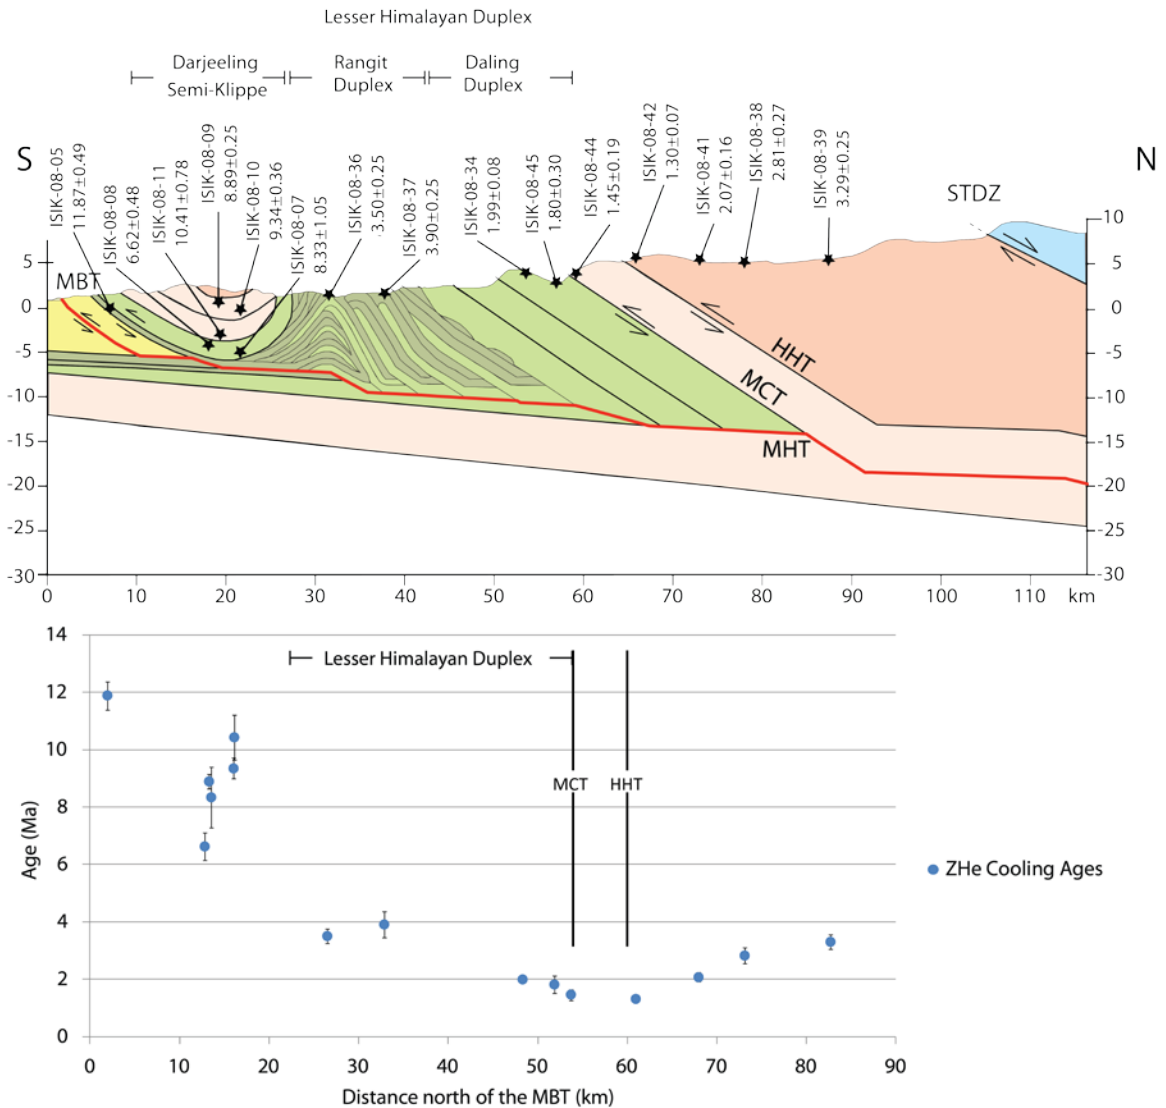 Lesser Himalayan Duplex
Darjeeling
Semi-Klippe
Rangit
Duplex
Daling
Duplex
S
N
ISIK-08-05
11.87±0.49
ISIK-08-08
6.62±0.48
ISIK-08-11
10.41±0.78
ISIK-08-09
8.89±0.25
ISIK-08-10
9.34±0.36
ISIK-08-07
8.33±1.05
ISIK-08-36
3.50±0.25
ISIK-08-37
3.90±0.25
ISIK-08-34
1.99±0.08
ISIK-08-45
1.80±0.30
ISIK-08-44
1.45±0.19
ISIK-08-42
1.30±0.07
ISIK-08-41
2.07±0.16
ISIK-08-38
2.81±0.27
ISIK-08-39
3.29±0.25
STDZ
MBT
HHT
MCT
MHT
5
0
-5
-10
-15
-20
-25
-30
10
5
0
-5
-10
-15
-20
-25
-30
0 10 20 30 40 50 60 70 80 90 100 110 km
14
12
10
8
6
4
2
0
Age (Ma)
Lesser Himalayan Duplex
MCT
HHT
ZHe Cooling Ages
0 10 20 30 40 50 60 70 80 90
Distance north of the MBT (km)